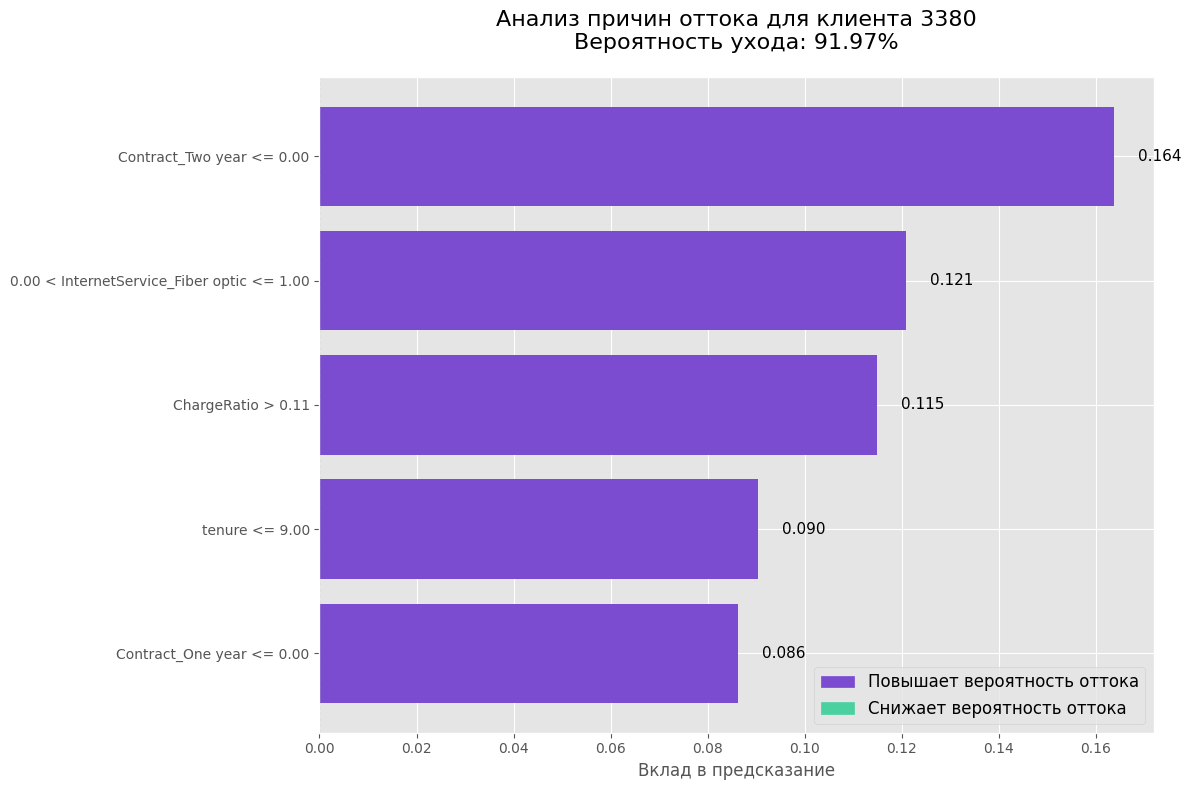 Анализ причин оттока для клиента 3380
Вероятность ухода: 91.97%
Contract_Two year <= 0.00
0.164
0.00 < InternetService_Fiber optic <= 1.00
0.121
ChargeRatio > 0.11
0.115
tenure <= 9.00
0.090
Contract_One year <= 0.00
0.086
Повышает вероятность оттока
Снижает вероятность оттока
0.00 0.02 0.04 0.06 0.08 0.10 0.12 0.14 0.16
Вклад в предсказание